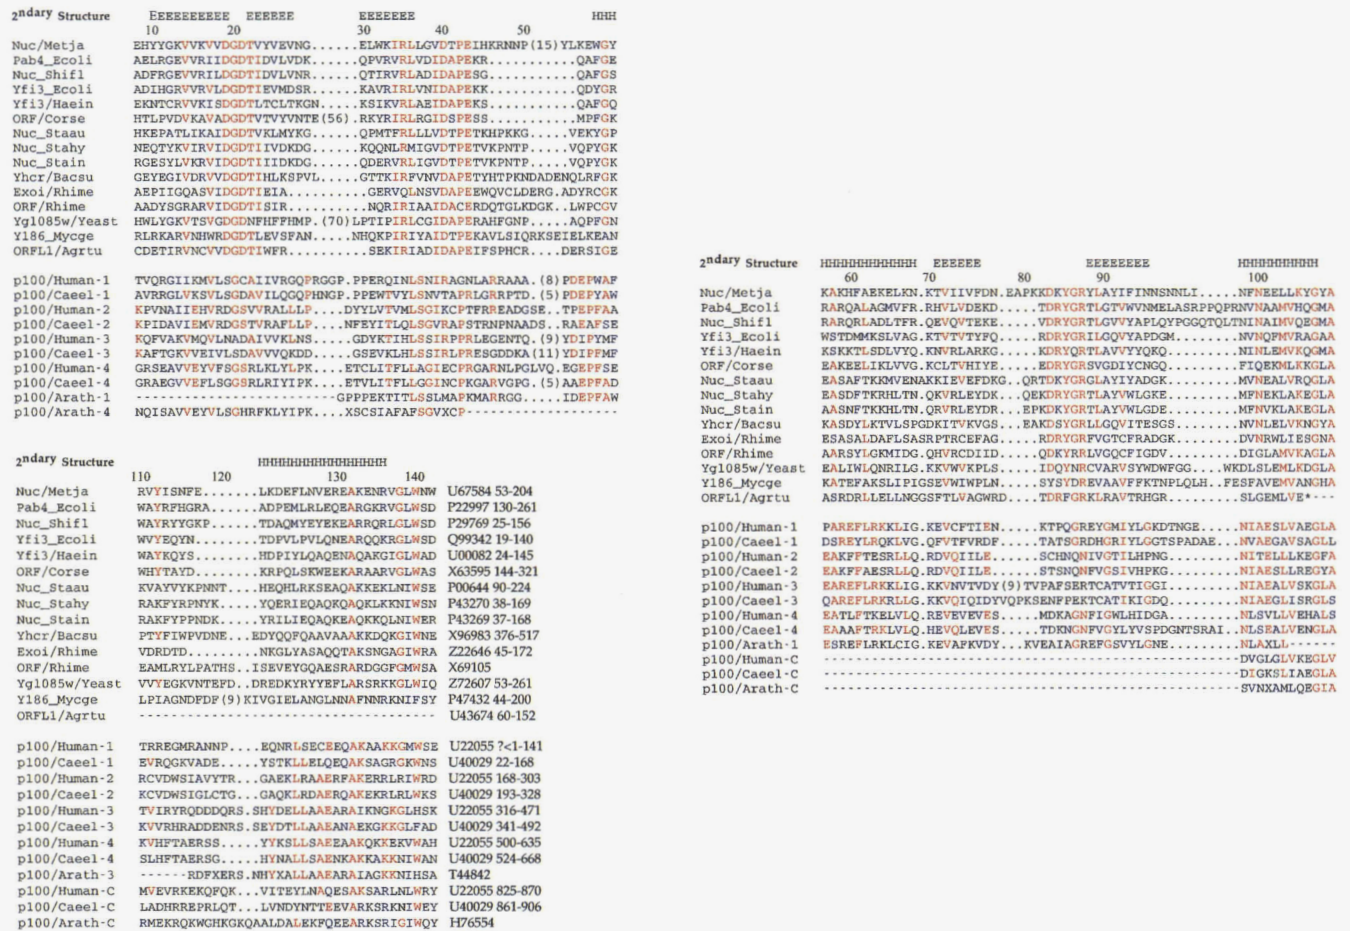 2ndary Structure EEEEEEEEEE EEEEEE EEEEEEE HHH
10 20 30 40 50
Nuc/Metja EHYYGKVVKVVDGDTVYVEVNG......ELWKIRLLGVDTPEIHKRNNP(15)YLKEWGY
Pab4_Ecoli AELRGEVVRIIDGDTIDVLVDK......QPVRVRLVDIDAPEKR...........QAFGE
Nuc_Shifl ADFRGEVVRILDGDTIDVLVNR......QTIRVRLADIDAPESG...........QAFGS
Yfi3_Ecoli ADIHGRVVRVLDGDTIEVMDSR......KAVRIRLVNIDAPEKK...........QDYGR
Yfi3/Haein EKNTCRVVKISDGDTLTCLTKGN.....KSIKVRLAEIDAPEKS...........QAFGQ
ORF/Corse HTLPVDVKAVADGDTVTVYVNTE(56)..RKYRIRLRGIDSPESS...........MPFGK
Nuc_Staau HKEPATLIKAIDGDTVKLMYKG......QPMTFRLLLVDTPETKHPKKG.....VEKYGP
Nuc_Stahy NEQTYKVIRVIDGDTIIVDKDG......KQQNLRMIGVDTPETVKPNTP.....VQPYGK
Nuc_Stain RGESYLVKRVIDGDTIIIDKDG......QDERVRLIGVDTPETVKPNTP.....VQPYGK
Yhcr/Bacsu GEYEGIVDRVVDGDTIHLKSPVL.....GTTKIRFVNVDAPETYHTPKNDADENQLRFGK
Exoi/Rhime AEPIIGQASVIDGDTIEIA.........GERVQLNSVDAPEEWQVCLDERG.ADYRCGK
ORF/Rhime AADYSGRARVIDGDTIDIR.........NQRIRIAAIDACERDQTGLKDGK..LWPCGV
Ygl085w/Yeast HWLYGKVTSVGDGDNFHFFHMP.(70)LPTIPIRLCGIDAPERAHFGNP.....AQPFGN
Y186_Mycge RLRKARVNHWRDGDTLEVSFAN.....NHQKPIRIYAIDTPEKAVLSIQRKSEIELKEAN
ORFL1/Agrtu CDETIRVNCVVDGDTIWFR.........SEKIRIADIDAPEIFSPHCR....DERSIGE
p100/Human-1 TVQRGIIKMVLSGCAIIVRGQPRGGP.PPERQINLSNIRAGNLARRAAA.(8)PDEPWAF
p100/Caeel-1 AVRRGLVKSVLSGDAVILQGQPHNGP.PPEWTVYLSNVTAPRLGRRPTD.(5)PDEPYAW
p100/Human-2 KPVNAIIEHVRDGSVVRALLLP....DYYLVTVMLSGIKCPTFRREADGSE.TPEPFAA
p100/Caeel-2 KPIDAVIEMVRDGSTVRAFLLP....NFEYITLQLSGVRAPSTRNPNAADS..RAEAFSE
p100/Human-3 KQFVAKVMQVLNADAIVVKLNS.....GDYKTIHLSSIRPPRLEGENTQ.(9)YDIPYMF
p100/Caeel-3 KAFTGKVVEIVLSDAVVVQKDD.....GSEVKLHLSSIRLPRESGDDKA(11)YDIPFMF
p100/Human-4 GRSEAVVEYVFSGSRLKLYLPK.....ETCLITFLLAGIECPRGARNLPGLVQ.EGEPFSE
p100/Caeel-4 GRAEGVVEFLSGGSRLRIYIPK.....ETVLITFLLGGINCPKGARVGPG.(5)AAEPFAD
p100/Arath-1 --------------------------GPPPEKTITLSSLMAPKMARRGG...IDEPFAW
p100/Arath-4 NQISAVVEYVLSGHRFKLYIPK.....XSCSIAFAFSGVXCP------------------
2ndary Structure HHHHHHHHHHHHHHHH
110 120 130 140
Nuc/Metja RVYISNFE.......LKDEFLNVEREAKENRVGLWNW U67584 53-204
Pab4_Ecoli WAYRFHGRA.....ADPEMLRLEQEARGKRVGLWSD P22997 130-261
Nuc_Shifl WAYRYYGKP.....TDAQMYEYEKEARRQRLGLWSD P29769 25-156
Yfi3_Ecoli WVYEQYN.......TDPVLPVLQNEARQQKRGLWSD Q99342 19-140
Yfi3/Haein WAYKQYS.......HDPIYLQAQENAQAKGIGLWAD U00082 24-145
ORF/Corse WHYTAYD.......KRPQLSKWEEKARAARVGLWAS X63595 144-321
Nuc_Staau KVAYVYKPNNT...HEQHLRKSEAQAKKEKLNIWSE P00644 90-224
Nuc_Stahy RAKFYRPNYK....YQERIEQAQKQAQKLKKNIWSN P43270 38-169
Nuc_Stain RAKFYPPNDK....YRILIEQAQKEAQKKQLNIWER P43269 37-168
Yhcr/Bacsu PTYFIWPVDNE...EDYQQFQAAVAAAKKDQKGIWNE X96983 376-517
Exoi/Rhime VDRDTD........NKGLYASAQQTAKSNGAGIWRA Z22646 45-172
ORF/Rhime EAMLRYLPATHS...ISEVEYGQAESRARDGGFGMWSA X69105
Ygl085w/Yeast VVYEGKVNTEFD..DREDKYRYYEFLARSRKKGLWIQ Z72607 53-261
Y186_Mycge LPIAGNDFDF(9)KIVGIELANGLNNAFNNRKNIFSY P47432 44-200
ORFL1/Agrtu ------------------------------------ U43674 60-152
p100/Human-1 TRREGMRANNP....EQNRLSECEEQAKAAKKGMWSE U22055 ?<1-141
p100/Caeel-1 EVRQGKVADE.....YSTKLLELQEQAKSAGRGKWNS U40029 22-168
p100/Human-2 RCVDWSIAVYTR...GAEKLRAAERFAKERRLRIWRD U22055 168-303
p100/Caeel-2 KCVDWSIGLCTG...GAQKLRDAERQAKEKRLRLWKS U40029 193-328
p100/Human-3 TVIRYRQDDDQRS.SHYDELLAAEARAIKNGKGLHSK U22055 316-471
p100/Caeel-3 KVVRHRADDENRS.SEYDTLLAAEANAEKGKKGLFAD U40029 341-492
p100/Human-4 KVHFTAERSS.....YYKSLLSAEEAAKQKKEKVWAH U22055 500-635
p100/Caeel-4 SLHFTAERSG.....HYNALLSAENKAKKAKKNIWAN U40029 524-668
p100/Arath-3 ------RDFXERS.NHYXALLAAEARAIAGKKNIHSA T44842
p100/Human-C MVEVRKEKQFQK...VITEYLNAQESAKSARLNLWRY U22055 825-870
p100/Caeel-C LADHRREPRLQT...LVNDYNTTEEVARKSRKNIWEY U40029 861-906
p100/Arath-C RMEKRQKWGHKGKQAALDALEKFQEEARKSRIGIWQY H76554
2ndary Structure HHHHHHHHHHHHH EEEEEE EEEEEEEE HHHHHHHHHH
60 70 80 90 100
Nuc/Metja KAKHFAEKELKN.KTVIIVFDN.EAPKKDKYGRYLAYIFINNSNNLI.....NFNEELLKYGYA
Pab4_Ecoli RARQALAGMVFR.RHVLVDEKD.....TDRYGRTLGTVWVNMELASRPPQPRNVNAAMVHQGMA
Nuc_Shifl RARQRLADLTFR.QEVQVTEKE.....VDRYGRTLGVVYAPLQYPGGQTQLTNINAIMVQEGMA
Yfi3_Ecoli WSTDMMKSLVAG.KTVTVTYFQ.....RDRYGRILGQVYAPDGM........NVNQFMVRAGAA
Yfi3/Haein KSKKTLSDLVYQ.KNVRLARKG.....KDRYQRTLAVVYYQKQ.........NINLEMVKQGMA
ORF/Corse EAKEELIKLVVG.KCLTVHIYE.....EDRYGRSVGDIYCNGQ.........FIQEKMLKKGLA
Nuc_Staau EASAFTKKMVENAKKIEVEFDKG..QRTDKYGRGLAYIYADGK.........MVNEALVRQGLA
Nuc_Stahy EASDFTKRHLTN.QKVRLEYDK..QEKDRYGRTLAYVWLGKE..........MFNEKLAKEGLA
Nuc_Stain AASNFTKKHLTN.QRVRLEYDR..EPKDKYGRTLAYVWLDE...........MFNVKLAKEGLA
Yhcr/Bacsu KASDYLKTVLSPGDKITVKVGS...EAKDSYGRLLGQVITESGS........NVNLELVKNGYA
Exoi/Rhime ESASALDAFLSASRPTRCEFAG.....RDRYGRFVGTCFRADGK........DVNRWLIESGNA
ORF/Rhime AARSYLGKMIDG.QHVRCDIID.....QDKYRRLVGQCFIGDV.........DIGLAMVKAGLA
Ygl085w/Yeast EALIWLQNRILG.KKVWVKPLS.....IDQYNRCVARVSYWDWFGG...WKDLSLEMLKDGLA
Y186_Mycge KATEFAKSLIPIGSEVWIWPLN.....SYSYDREVAAVFFKTNPLQLH..FESFAVEMVANGHA
ORFL1/Agrtu ASRDRLLELLNGGSFTLVAGWRD....TDRFGRKLRAVTRHGR........SLGEMLVE*---
p100/Human-1 PAREFLRKKLIG.KEVCFTIEN.....KTPQGREYGMIYLGKDTNGE....NIAESLVAEGLA
p100/Caeel-1 DSREYLRQKLVG.QFVTFVRDF.....TATSGRDHGRIYLGGTSPADAE..NVAEGAVSAGLL
p100/Human-2 EAKFFTESRLLQ.RDVQIILE......SCHNQNIVGTILHPNG........NITELLLKEGFA
p100/Caeel-2 EAKFFAESRLLQ.RDVQIILE......STSNQNFVGSIVHPKG........NIAESLLREGYA
p100/Human-3 EAREFLRKKLIG.KKVNVTVDY(9)TVPAFSERTCATVTIGGI........NIAEALVSKGLA
p100/Caeel-3 QAREFLRKRLLG.KKVQIQIDYVQPKSENFPEKTCATIKIGDQ........NIAEGLISRGLS
p100/Human-4 EATLFTKELVLQ.REVEVEVES.....MDKAGNFIGWLHIDGA........NLSVLLVEHALS
p100/Caeel-4 EAAAFTRKLVLQ.HEVQLEVES.....TDKNGNFVGYLYVSPDGNTSRAI.NLSEALVENGLA
p100/Arath-1 ESREFLRKLCIG.KEVAFKVDY...KVEAIAGREFGSVYLGNE........NLAXLL------
p100/Human-C --------------------------------------------------DVGLGLVKEGLV
p100/Caeel-C --------------------------------------------------DIGKSLIAEGLA
p100/Arath-C --------------------------------------------------SVNXAMLQEGIA